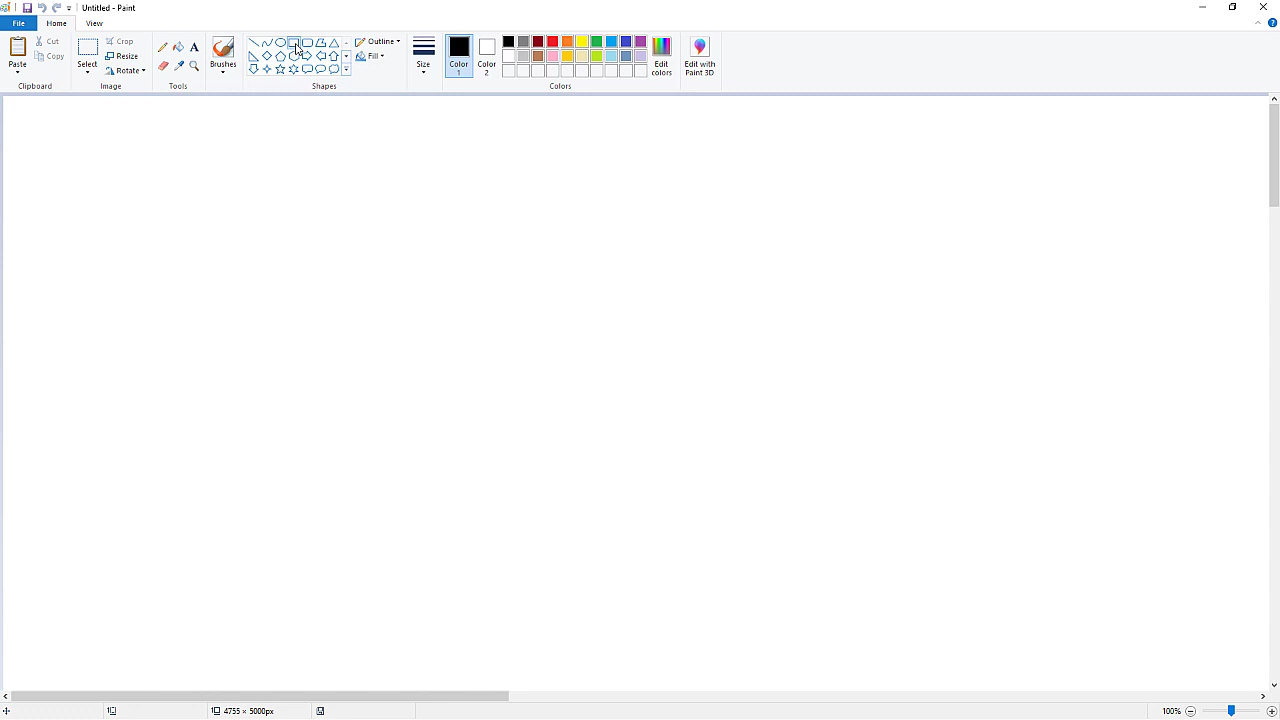 Untitled - Paint
File Home View
Paste Cut Copy
Select Crop Resize Rotate
A
Brushes
Outline Fill
Size
Color 1
Color 2
Edit colors
Edit with Paint 3D
Clipboard Image Tools Shapes Colors
4755 × 5000px 100%